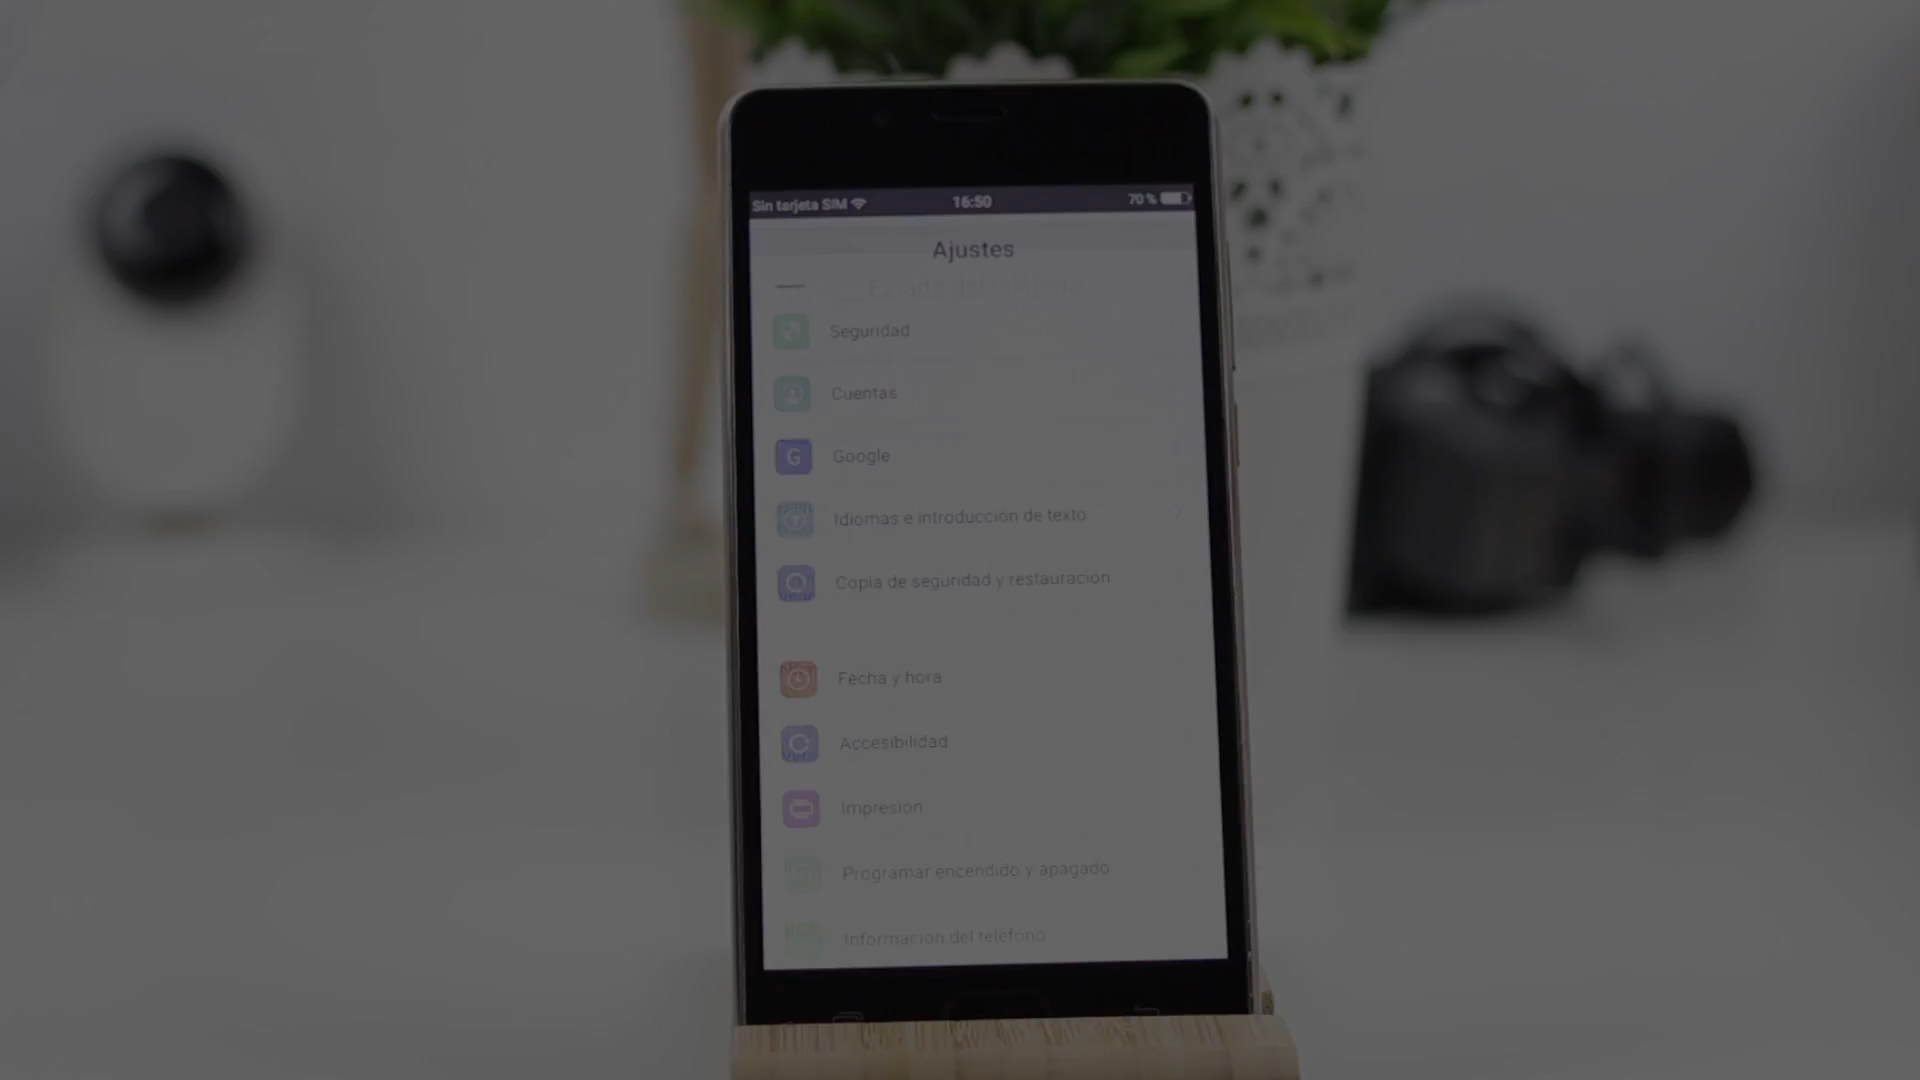 Sin tarjeta SIM 16:50 70 %
Ajustes
Seguridad
Cuentas
G Google
Idiomas e introducción de texto
Copia de seguridad y restauración
Fecha y hora
Accesibilidad
Impresión
Programar encendido y apagado
Información del teléfono